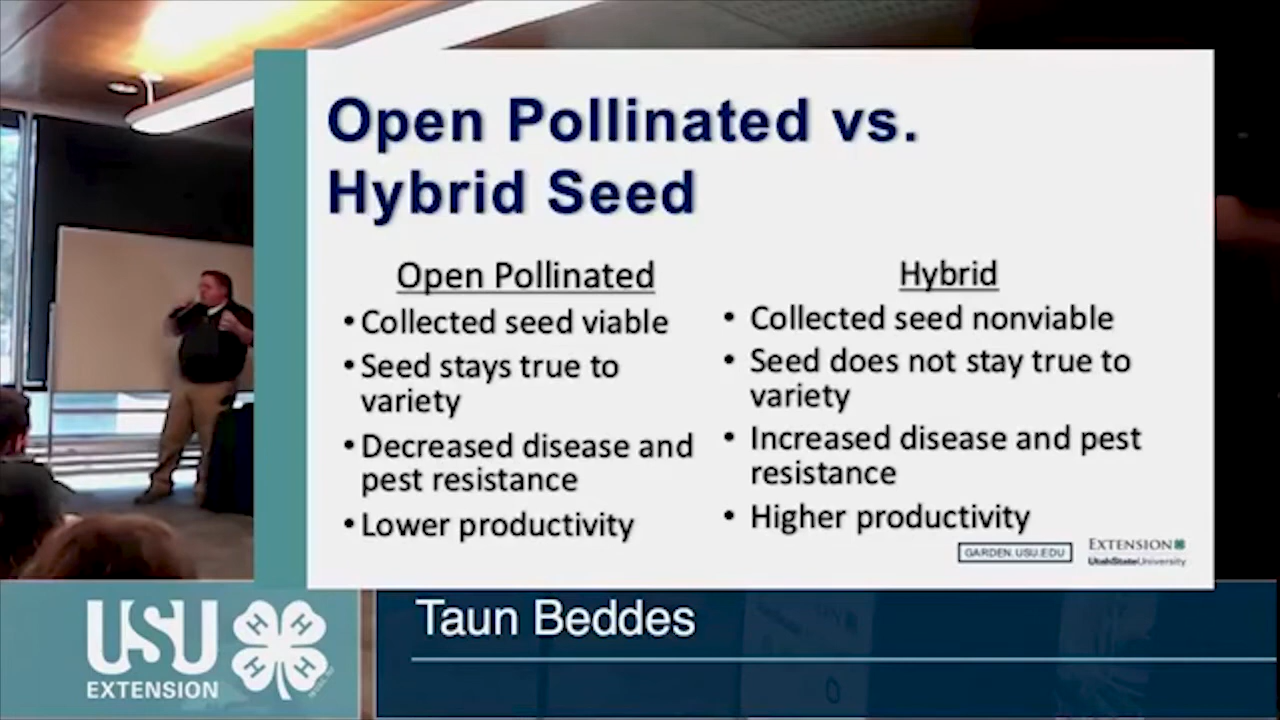 Open Pollinated vs.
Hybrid Seed
Open Pollinated
• Collected seed viable
• Seed stays true to
variety
• Decreased disease and
pest resistance
• Lower productivity
Hybrid
• Collected seed nonviable
• Seed does not stay true to
variety
• Increased disease and pest
resistance
• Higher productivity
GARDEN.USU.EDU
EXTENSION
UtahStateUniversity
USU
EXTENSION
H H
H H
Taun Beddes